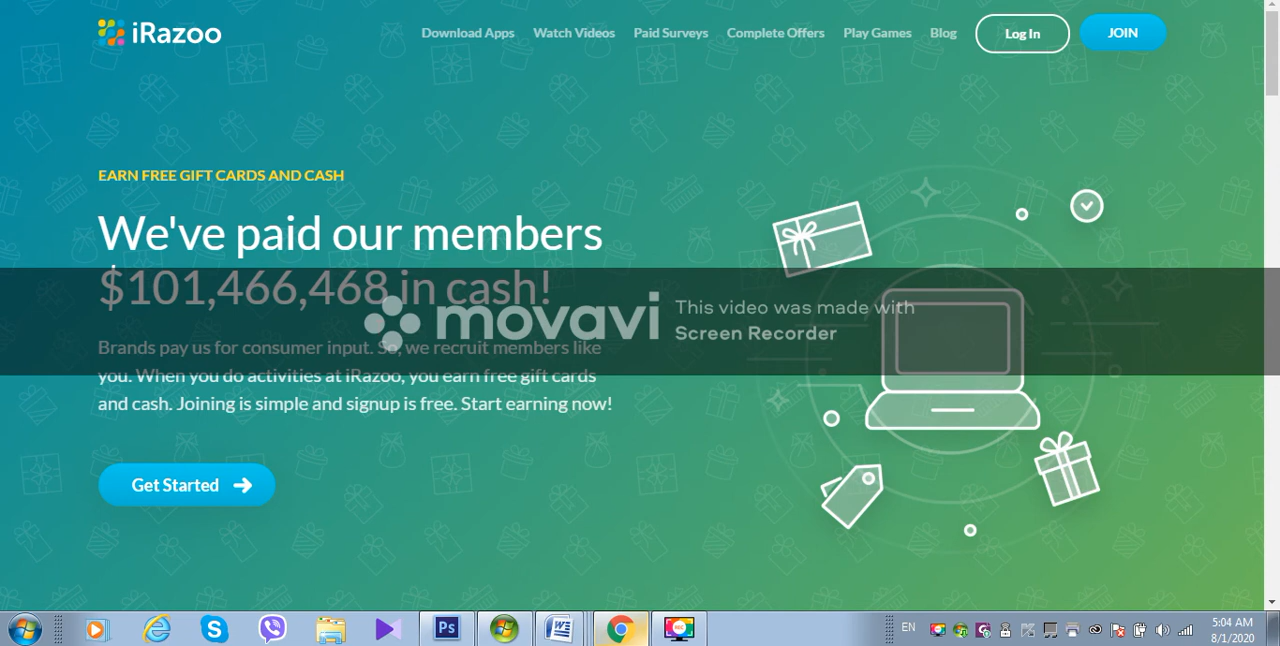 iRazoo
Download Apps Watch Videos Paid Surveys Complete Offers Play Games Blog Log In JOIN
EARN FREE GIFT CARDS AND CASH
We've paid our members
$101,466,468 in cash!
movavi
This video was made with
Screen Recorder
Brands pay us for consumer input. So, we recruit members like
you. When you do activities at iRazoo, you earn free gift cards
and cash. Joining is simple and signup is free. Start earning now!
Get Started
Ps
REC
EN
5:04 AM
8/1/2020